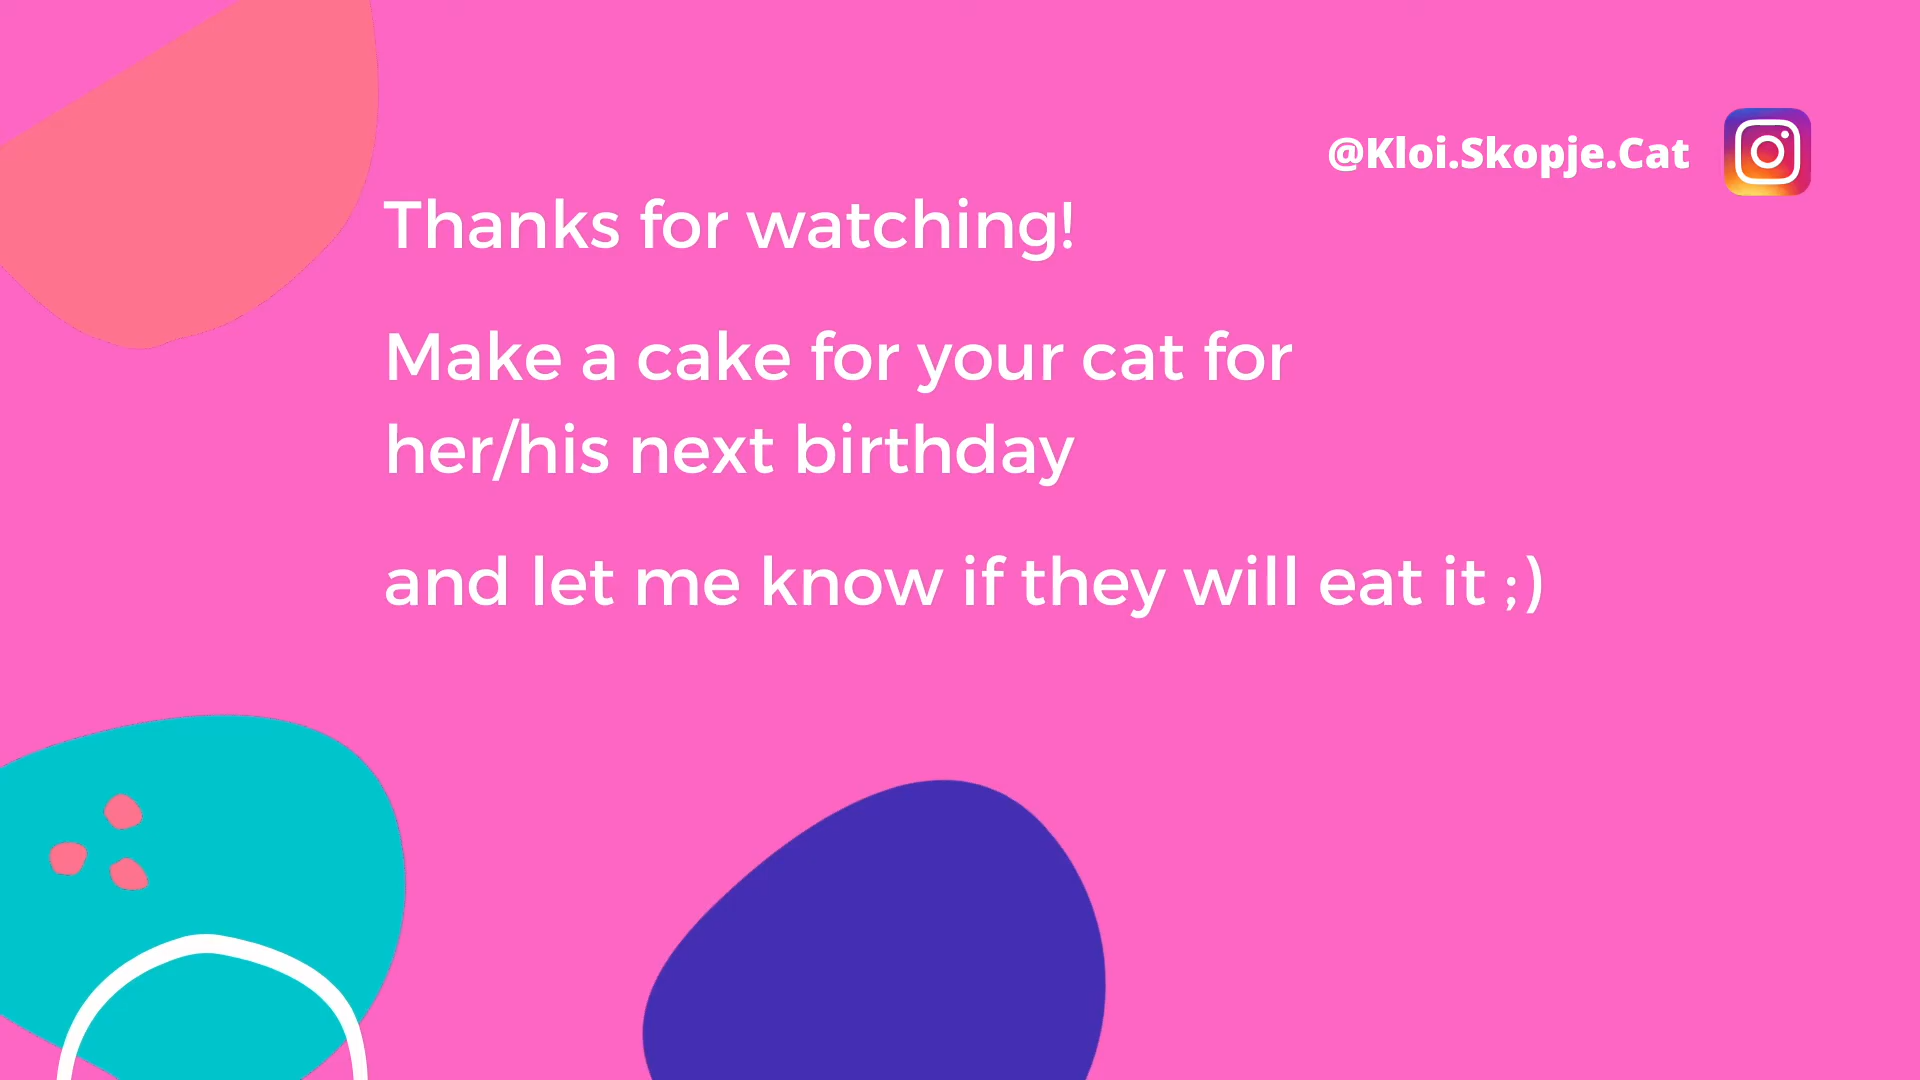 @Kloi.Skopje.Cat
Thanks for watching!
Make a cake for your cat for
her/his next birthday
and let me know if they will eat it ;)